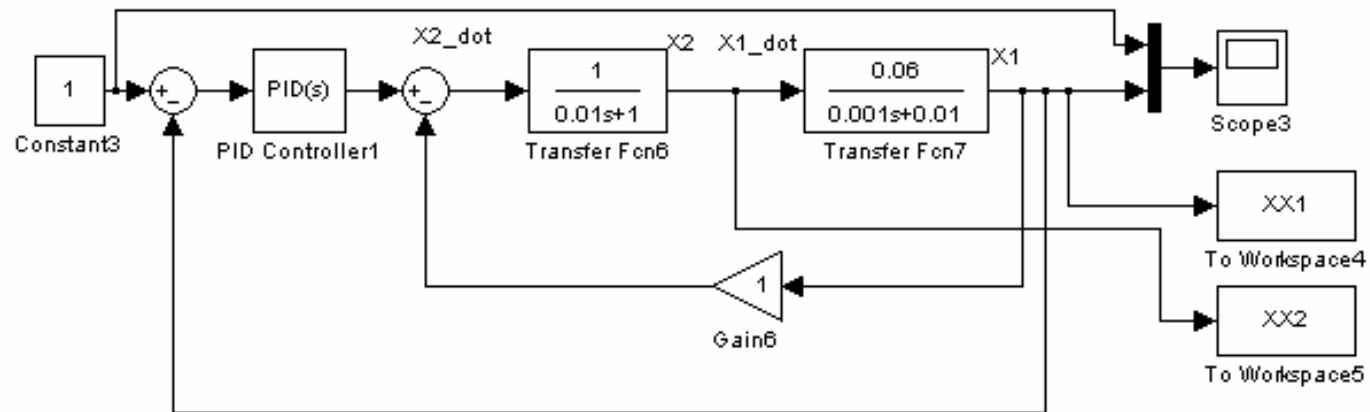 1
Constant3
+
−
PID(s)
PID Controller1
X2_dot
+
−
1
0.01s+1
Transfer Fcn6
X2
X1_dot
0.06
0.001s+0.01
Transfer Fcn7
X1
Scope3
XX1
To Workspace4
1
Gain6
XX2
To Workspace5